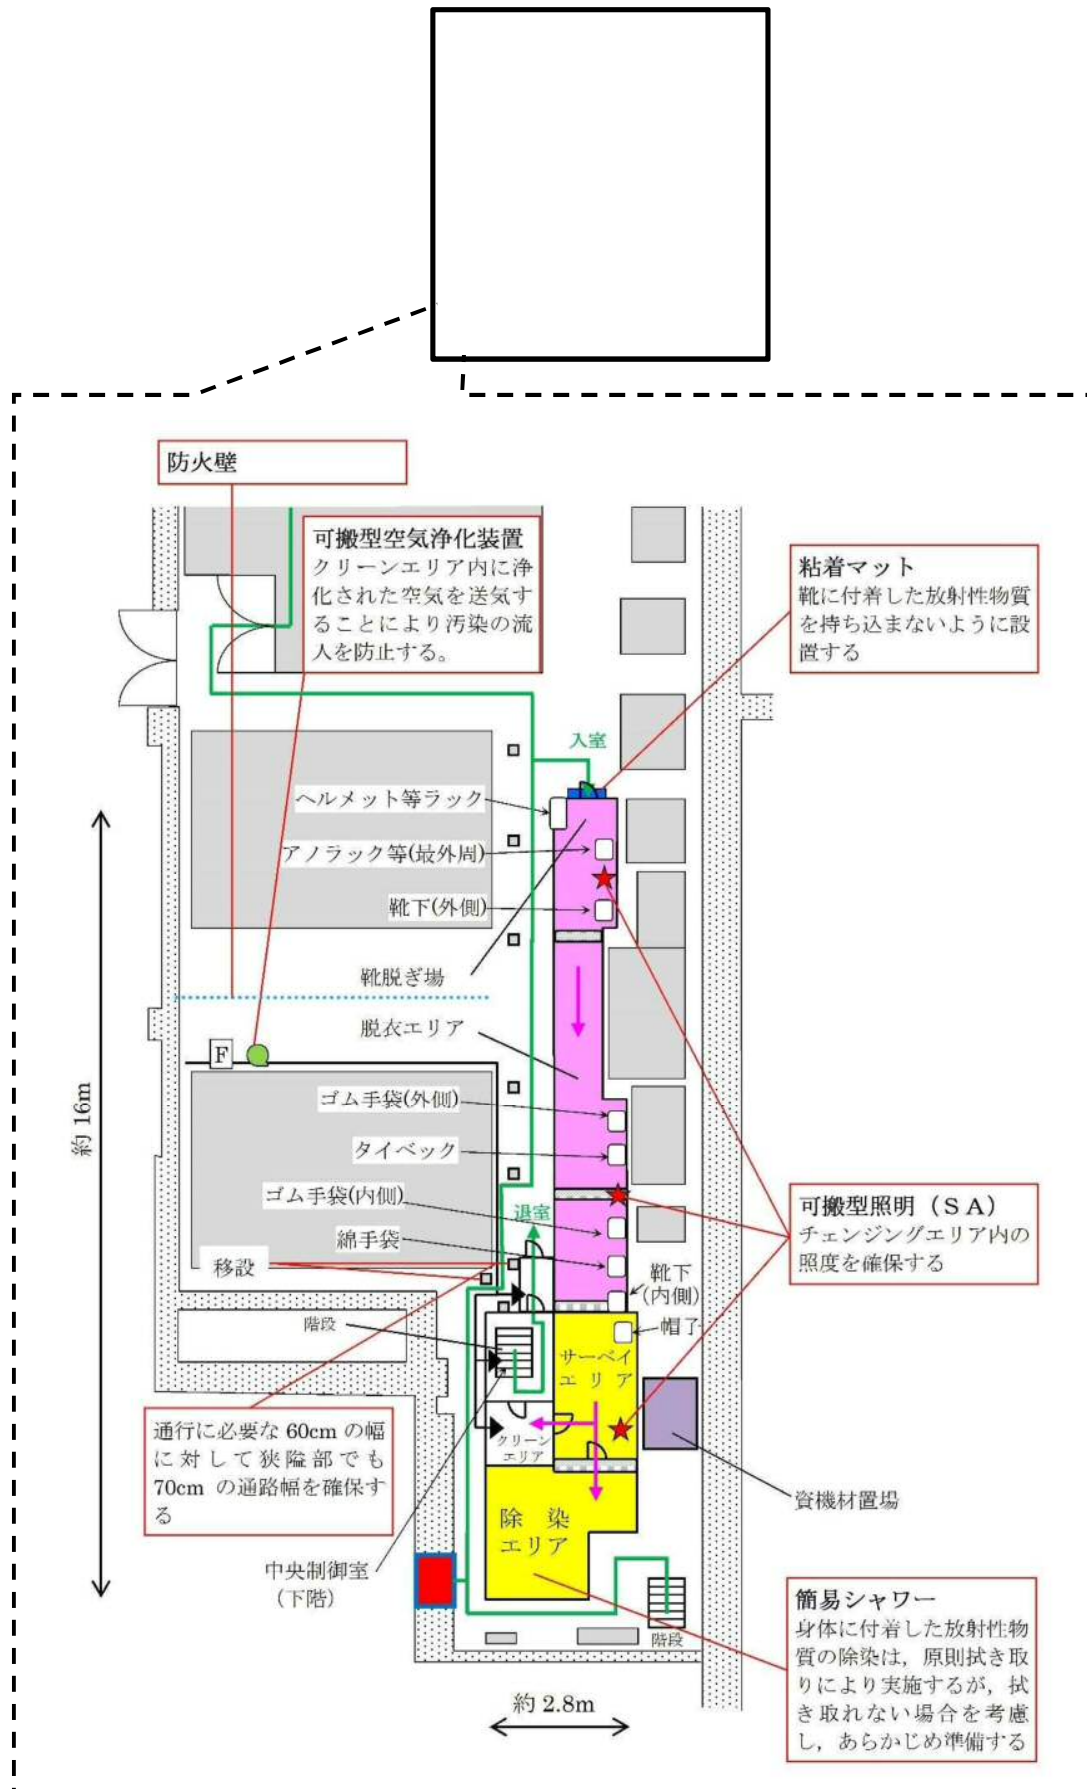 防火壁
可搬型空気浄化装置
クリーンエリア内に浄
化された空気を送気す
ることにより汚染の流
入を防止する。
粘着マット
靴に付着した放射性物質
を持ち込まないように設
置する
入室
ヘルメット等ラック
アノラック等(最外周)
靴下(外側)
靴脱ぎ場
脱衣エリア
F
約 16m
ゴム手袋(外側)
タイベック
ゴム手袋(内側)
退室
綿手袋
移設
可搬型照明（ＳＡ）
チェンジングエリア内の
照度を確保する
靴下
(内側)
階段
帽子
サーベイ
エ リ ア
通行に必要な 60cm の幅
に対して狭隘部でも
70cm の通路幅を確保す
る
クリーン
エリア
資機材置場
除 染
エリア
中央制御室
（下階）
簡易シャワー
身体に付着した放射性物
質の除染は，原則拭き取
りにより実施するが，拭
き取れない場合を考慮
し，あらかじめ準備する
階段
約 2.8m